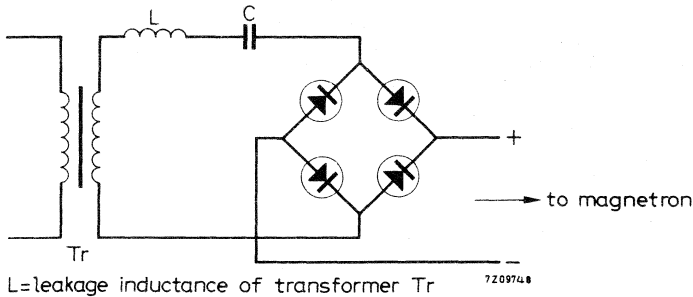 L
C
+
to magnetron
Tr
−
L=leakage inductance of transformer Tr
7Z09748